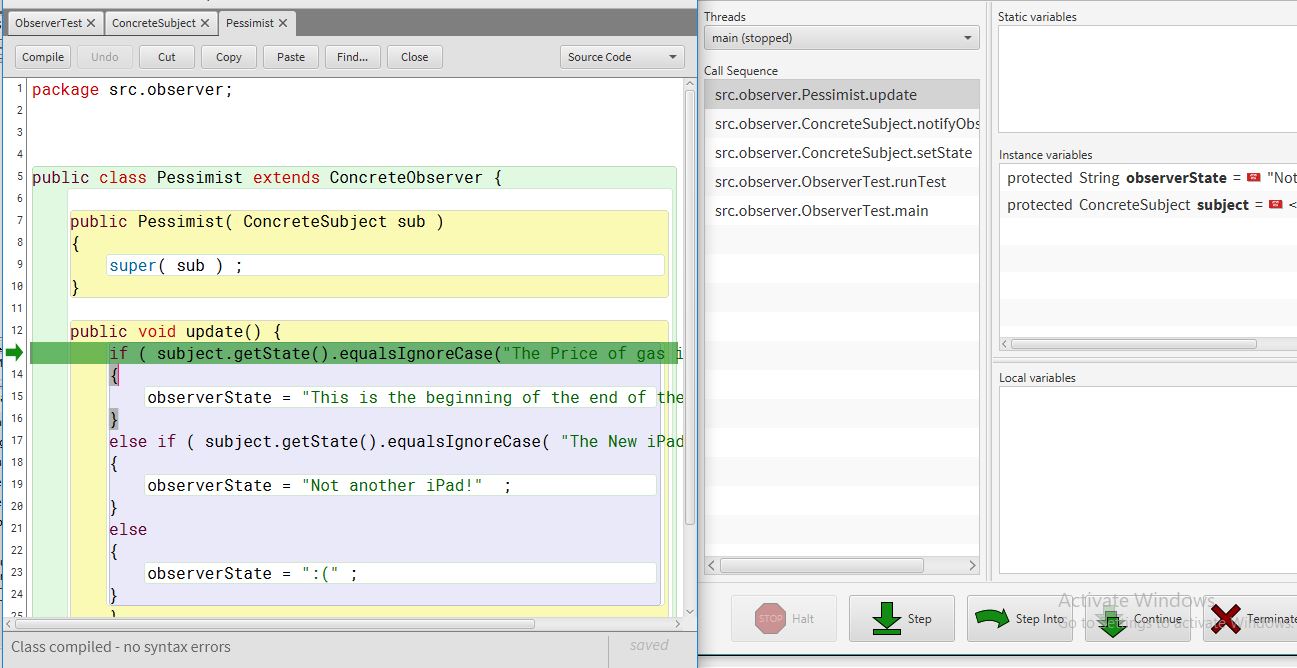 ObserverTest ConcreteSubject Pessimist
Compile Undo Cut Copy Paste Find... Close Source Code
1 package src.observer;
2
3
4
5 public class Pessimist extends ConcreteObserver {
6
7 public Pessimist( ConcreteSubject sub )
8 {
9 super( sub ) ;
10 }
11
12 public void update() {
if ( subject.getState().equalsIgnoreCase("The Price of gas i
14 {
15 observerState = "This is the beginning of the end of the
16 }
17 else if ( subject.getState().equalsIgnoreCase( "The New iPad
18 {
19 observerState = "Not another iPad!" ;
20 }
21 else
22 {
23 observerState = ":(" ;
24 }
25 }
Class compiled - no syntax errors
saved
Threads
main (stopped)
Call Sequence
src.observer.Pessimist.update
src.observer.ConcreteSubject.notifyObs
src.observer.ConcreteSubject.setState
src.observer.ObserverTest.runTest
src.observer.ObserverTest.main
Static variables
Instance variables
protected String observerState = "Not
protected ConcreteSubject subject = <
Local variables
STOP Halt Step Step Into Continue Terminate
Activate Windows
Go to Settings to activate Windows.